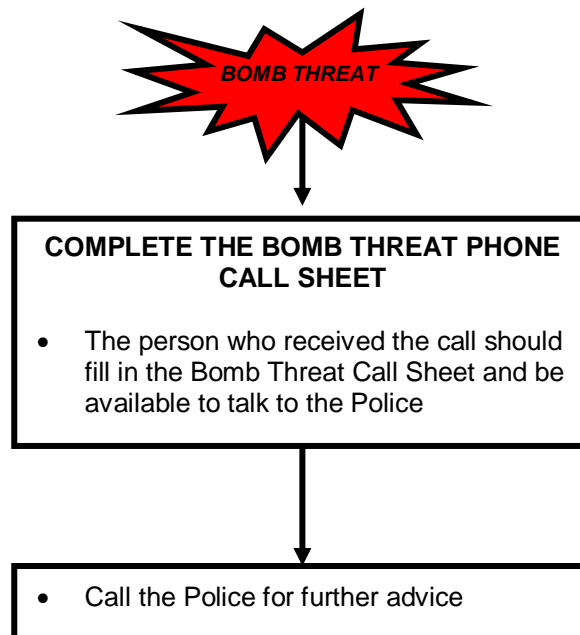 BOMB THREAT
COMPLETE THE BOMB THREAT PHONE
CALL SHEET
• The person who received the call should
fill in the Bomb Threat Call Sheet and be
available to talk to the Police
• Call the Police for further advice